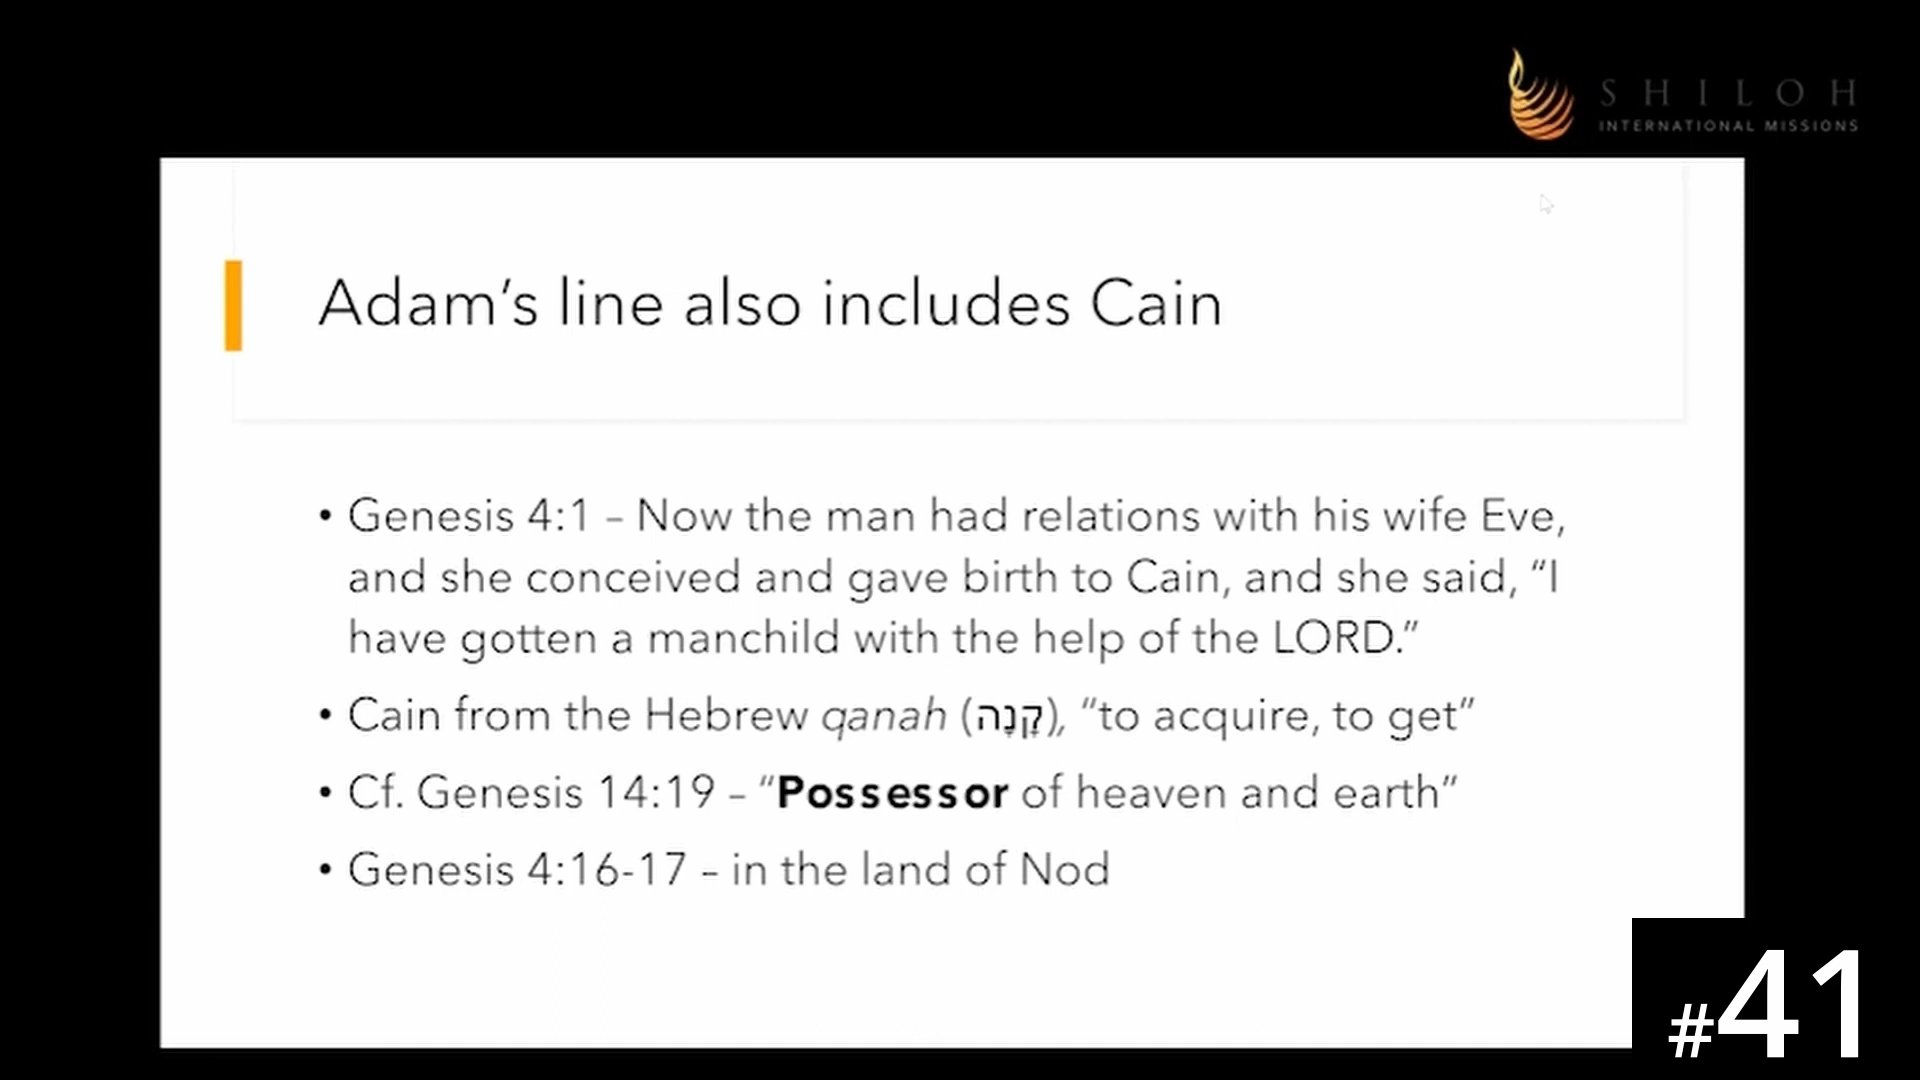 SHILOH
INTERNATIONAL MISSIONS
Adam’s line also includes Cain
• Genesis 4:1 – Now the man had relations with his wife Eve,
and she conceived and gave birth to Cain, and she said, “I
have gotten a manchild with the help of the LORD.”
• Cain from the Hebrew qanah (קָנָה), “to acquire, to get”
• Cf. Genesis 14:19 – “Possessor of heaven and earth”
• Genesis 4:16-17 – in the land of Nod
#41